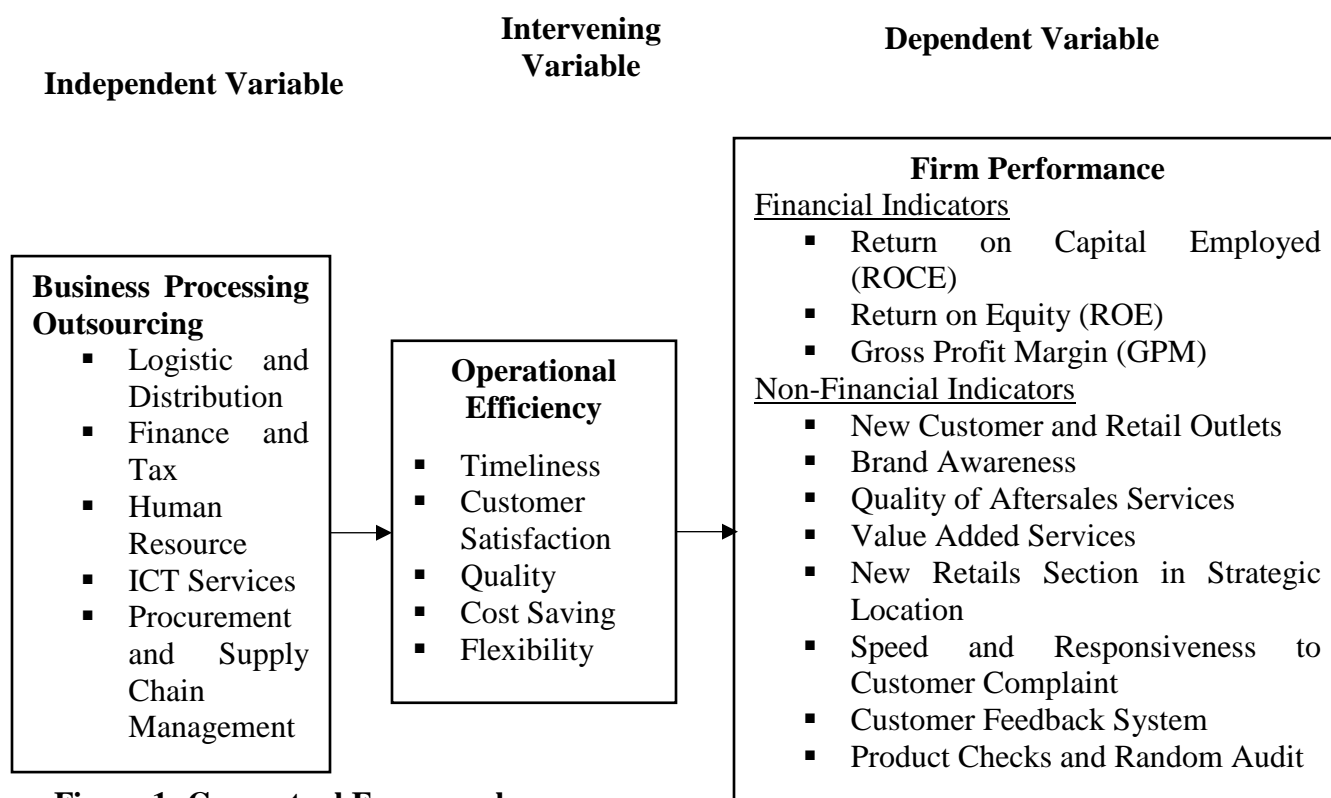 Independent Variable
Intervening
Variable
Dependent Variable
Business Processing
Outsourcing
▪ Logistic and
Distribution
▪ Finance and
Tax
▪ Human
Resource
▪ ICT Services
▪ Procurement
and Supply
Chain
Management
Operational
Efficiency
▪ Timeliness
▪ Customer
Satisfaction
▪ Quality
▪ Cost Saving
▪ Flexibility
Firm Performance
Financial Indicators
▪ Return on Capital Employed
(ROCE)
▪ Return on Equity (ROE)
▪ Gross Profit Margin (GPM)
Non-Financial Indicators
▪ New Customer and Retail Outlets
▪ Brand Awareness
▪ Quality of Aftersales Services
▪ Value Added Services
▪ New Retails Section in Strategic
Location
▪ Speed and Responsiveness to
Customer Complaint
▪ Customer Feedback System
▪ Product Checks and Random Audit